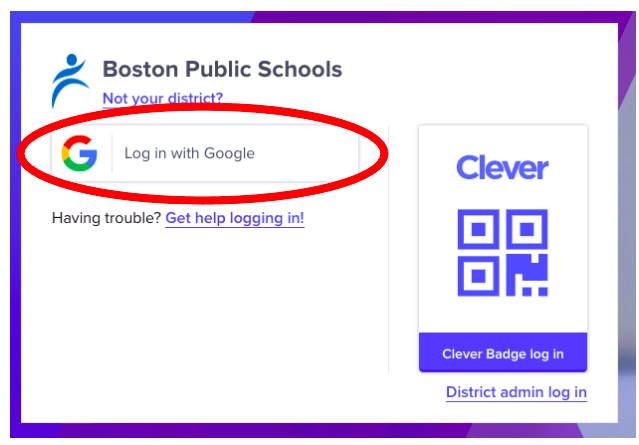 Boston Public Schools
Not your district?
Log in with Google
Having trouble? Get help logging in!
Clever
Clever Badge log in
District admin log in